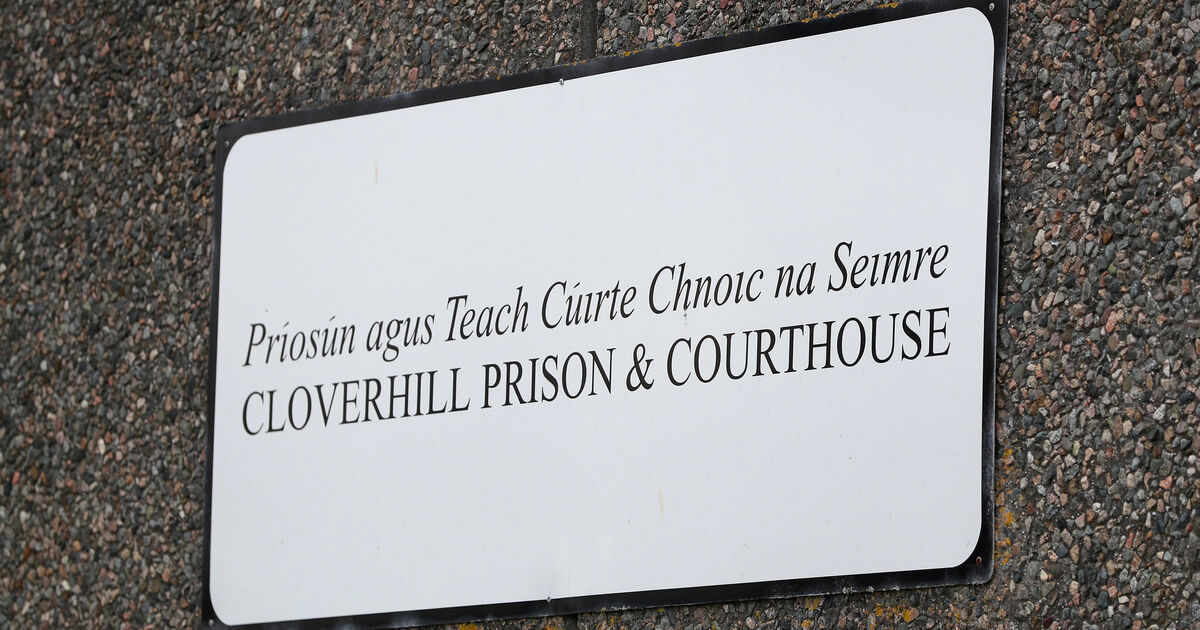 Príosún agus Teach Cúirte Chnoic na Seimre
CLOVERHILL PRISON & COURTHOUSE